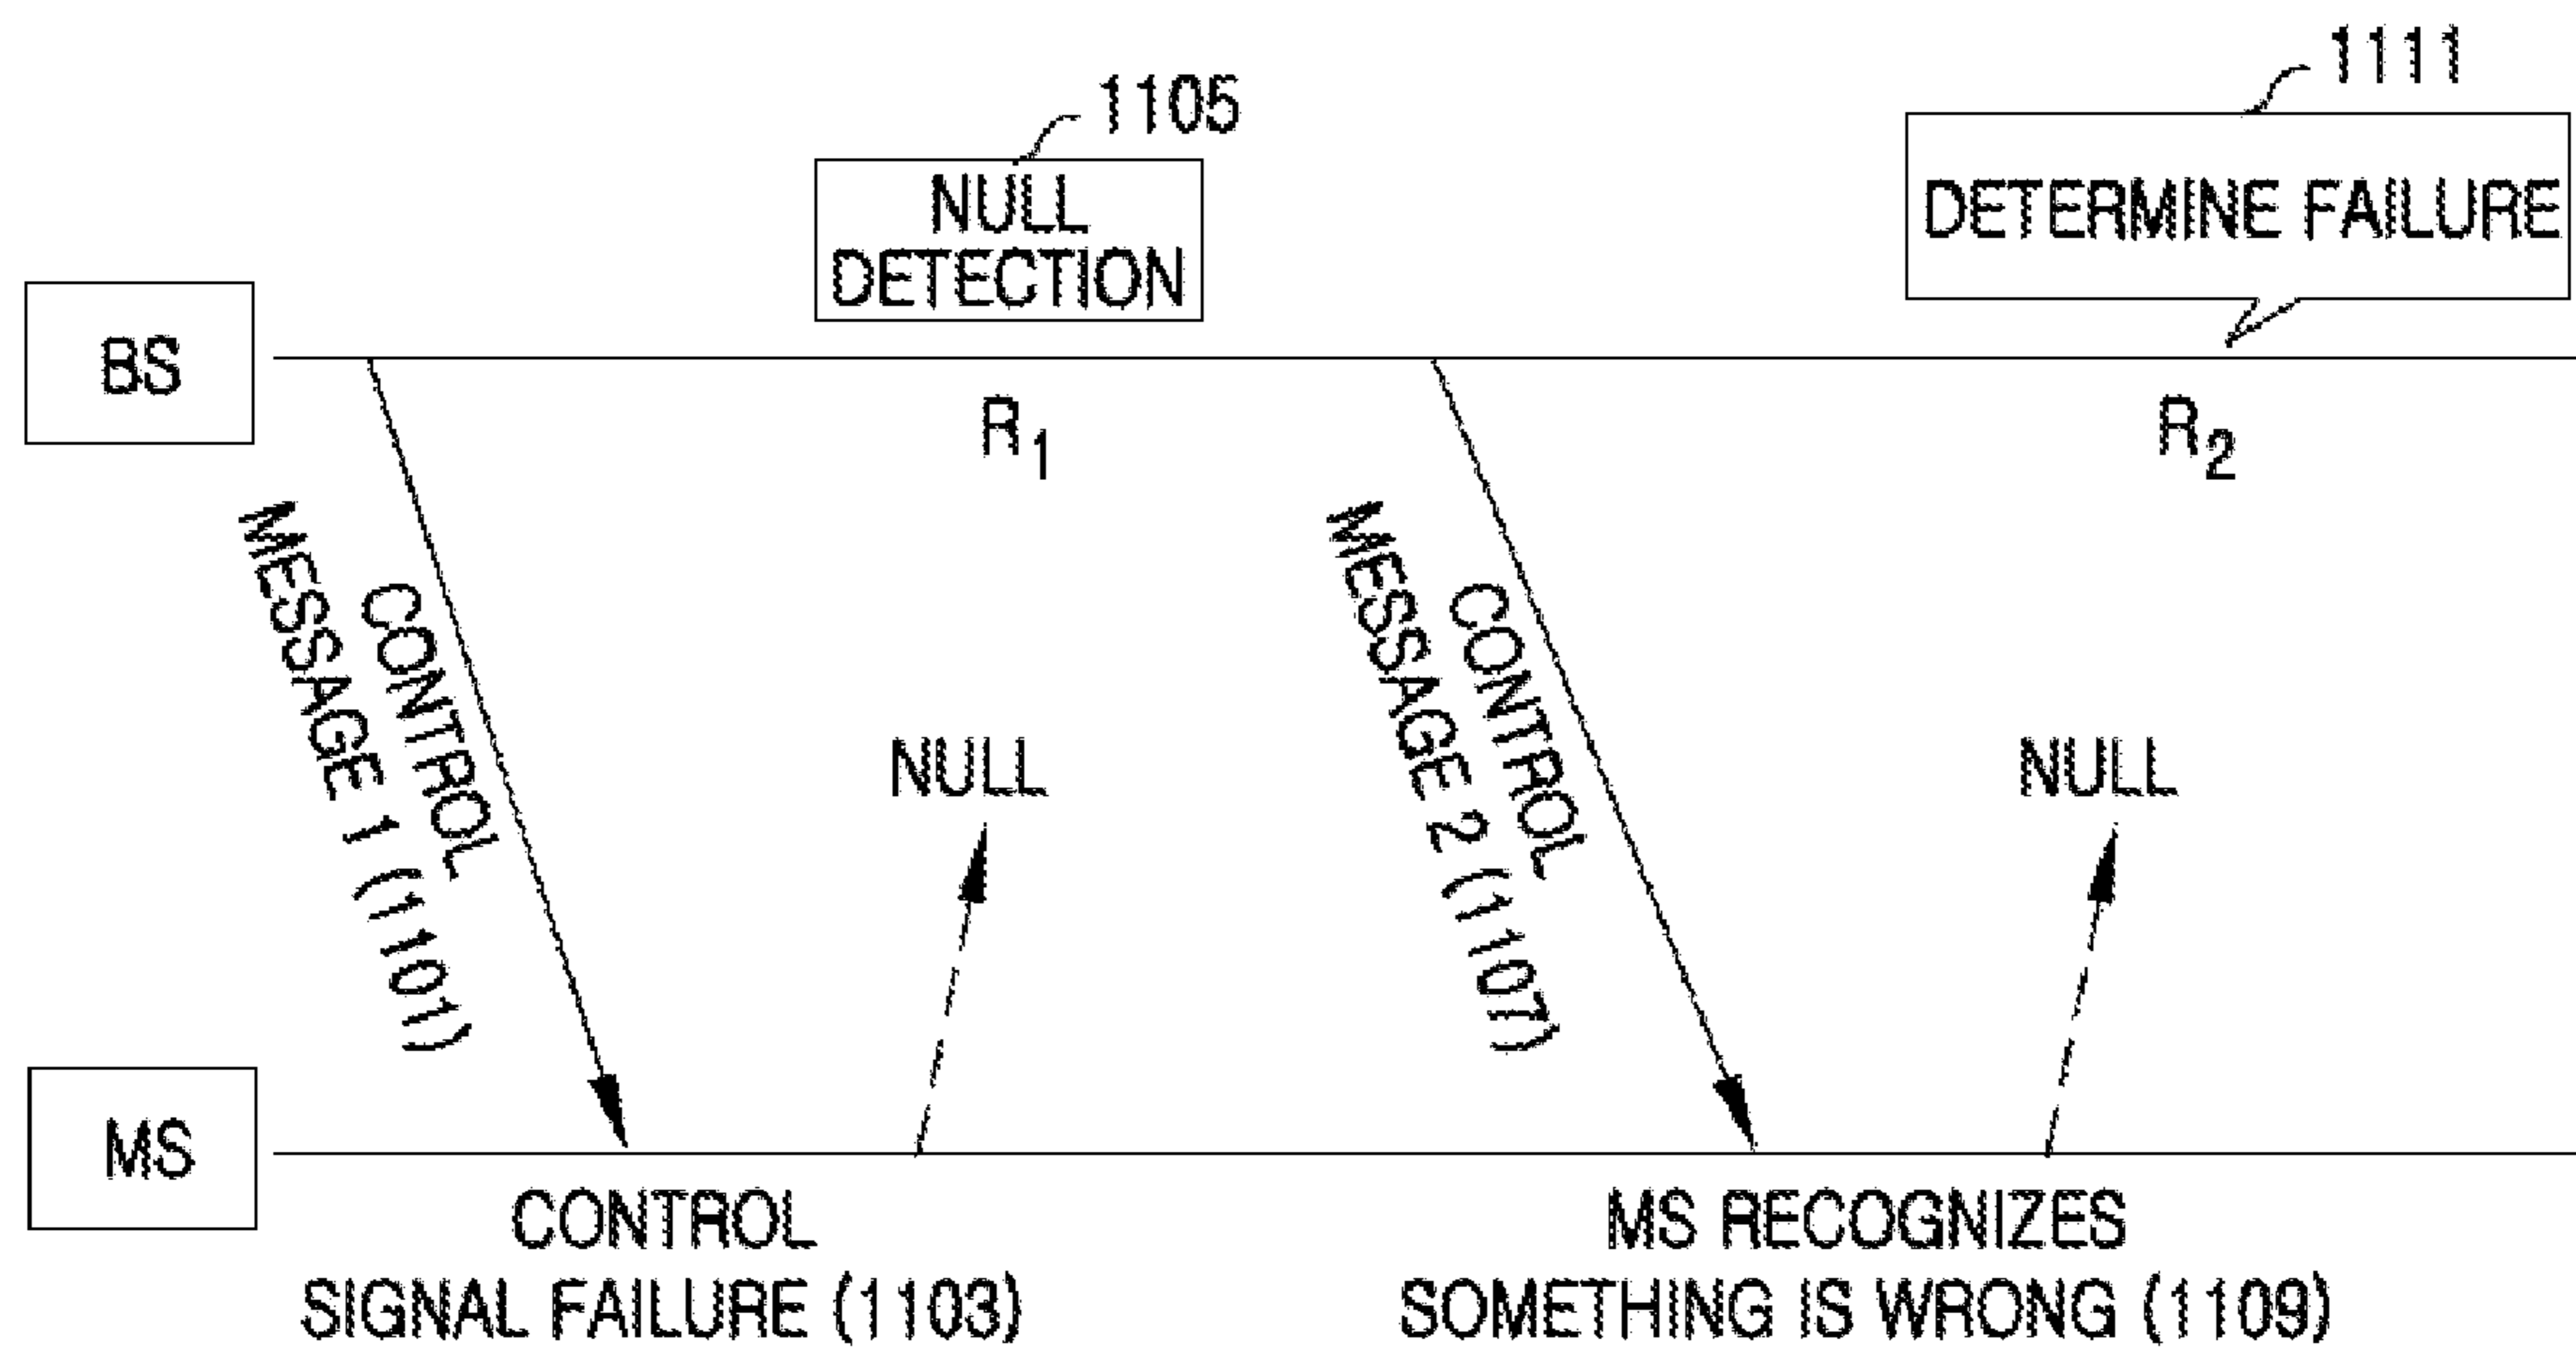 1105
1111
NULL
DETECTION
DETERMINE FAILURE
BS
R1
R2
CONTROL
MESSAGE 1 (1101)
NULL
CONTROL
MESSAGE 2 (1107)
NULL
MS
CONTROL
SIGNAL FAILURE (1103)
MS RECOGNIZES
SOMETHING IS WRONG (1109)